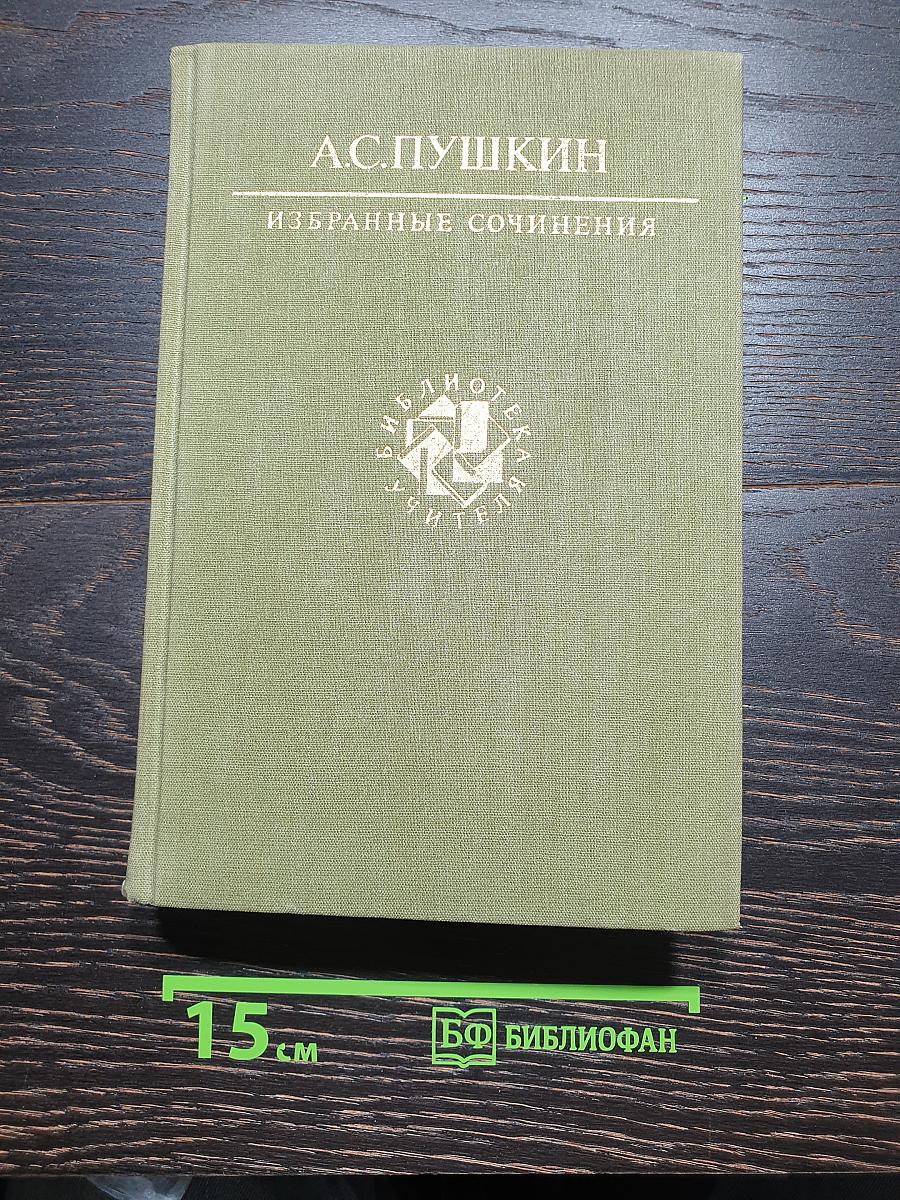 А.С.ПУШКИН
ИЗБРАННЫЕ СОЧИНЕНИЯ
БИБЛИОТЕКА
УЧИТЕЛЯ
15 см
БФ БИБЛИОФАН